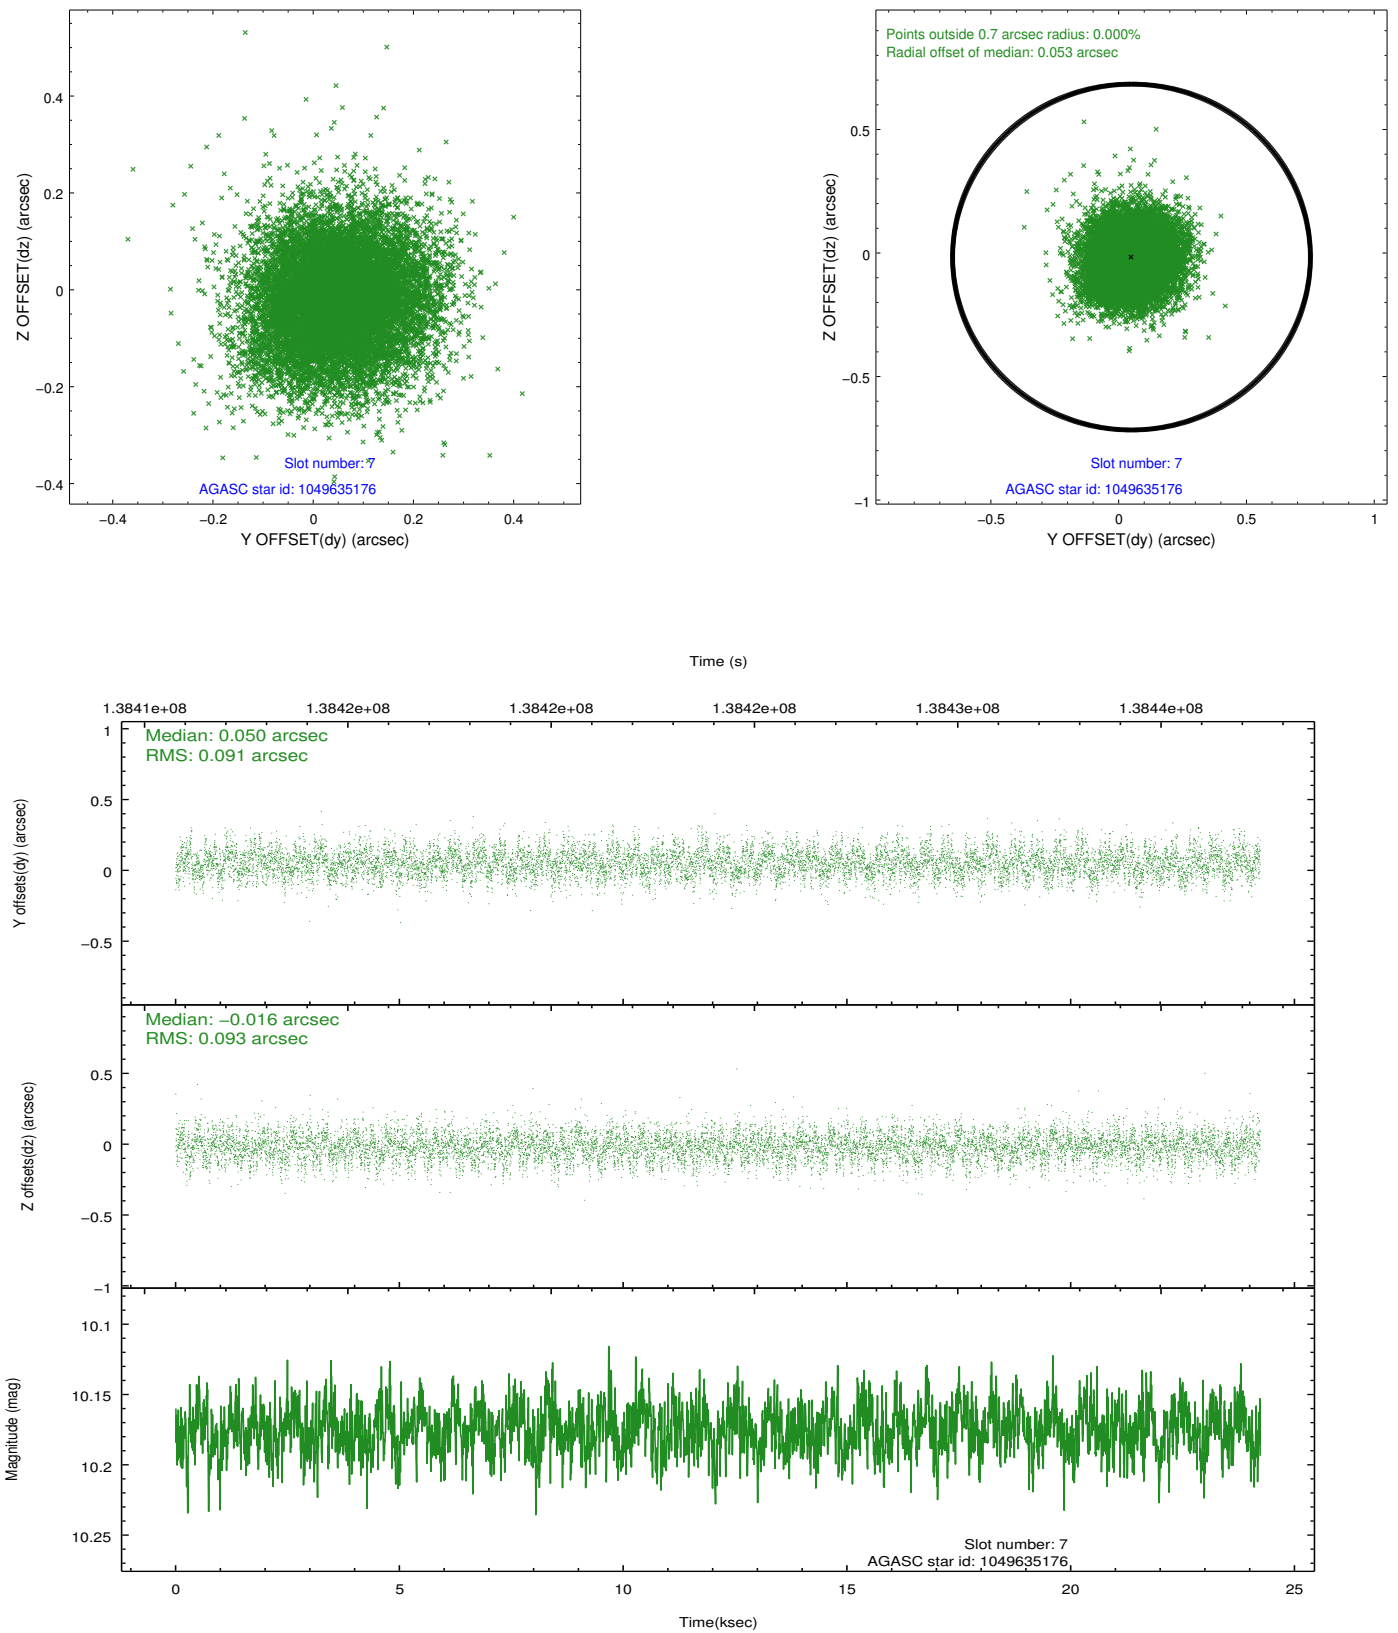 Z OFFSET(dz) (arcsec)
0.4
0.2
0
−0.2
−0.4
Slot number: 7
AGASC star id: 1049635176
−0.4
−0.2
0
0.2
0.4
Y OFFSET(dy) (arcsec)
Points outside 0.7 arcsec radius: 0.000%
Radial offset of median: 0.053 arcsec
Z OFFSET(dz) (arcsec)
0.5
0
−0.5
−1
Slot number: 7
AGASC star id: 1049635176
−0.5
0
0.5
1
Y OFFSET(dy) (arcsec)
Time (s)
1.3841e+08
1.3842e+08
1.3842e+08
1.3842e+08
1.3843e+08
1.3844e+08
Median: 0.050 arcsec
RMS: 0.091 arcsec
Y offsets(dy) (arcsec)
1
0.5
0
−0.5
Median: −0.016 arcsec
RMS: 0.093 arcsec
Z offsets(dz) (arcsec)
0.5
0
−0.5
−1
Magnitude (mag)
10.1
10.15
10.2
10.25
Slot number: 7
AGASC star id: 1049635176
0
5
10
15
20
25
Time(ksec)